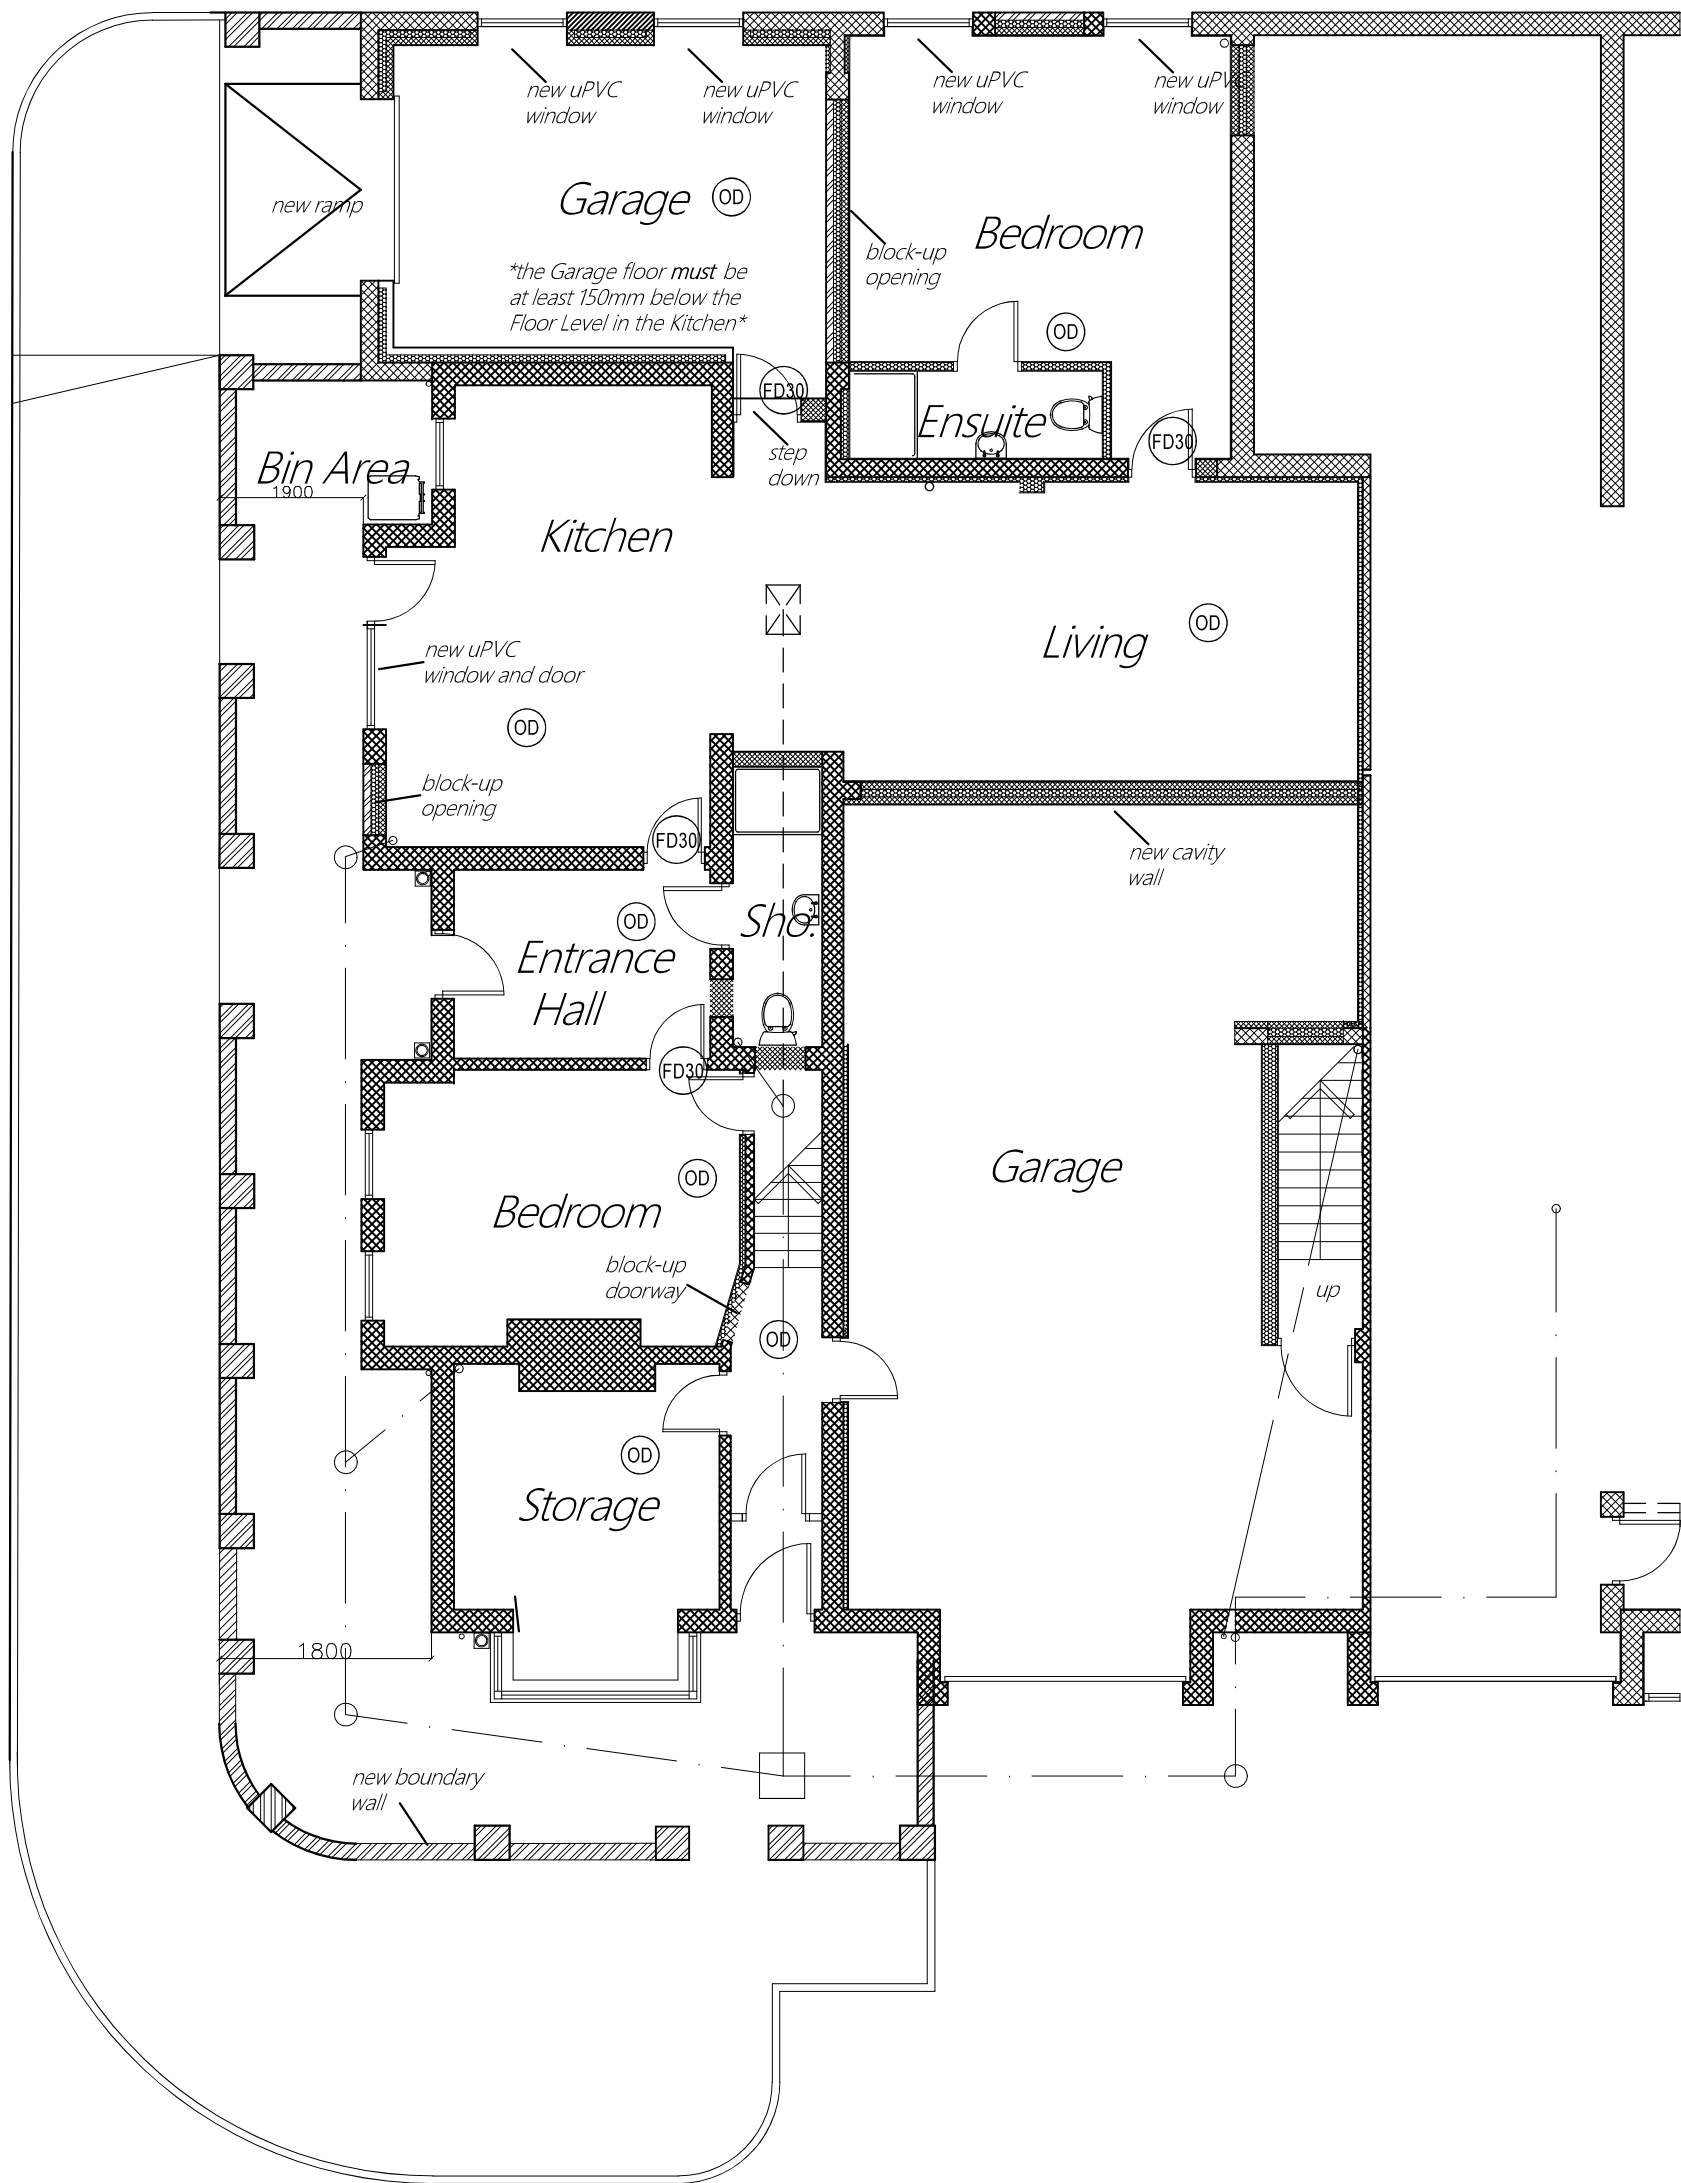 new uPVC
window
new uPVC
window
new uPVC
window
new uPVC
window
new ramp
Garage
OD
*the Garage floor must be
at least 150mm below the
Floor Level in the Kitchen*
block-up
opening
Bedroom
OD
FD30
Ensuite
FD30
step
down
Bin Area
1900
Kitchen
Living
OD
new uPVC
window and door
OD
block-up
opening
FD30
new cavity
wall
OD
Sho.
Entrance
Hall
FD30
Garage
OD
Bedroom
block-up
doorway
up
OD
OD
Storage
1800
new boundary
wall